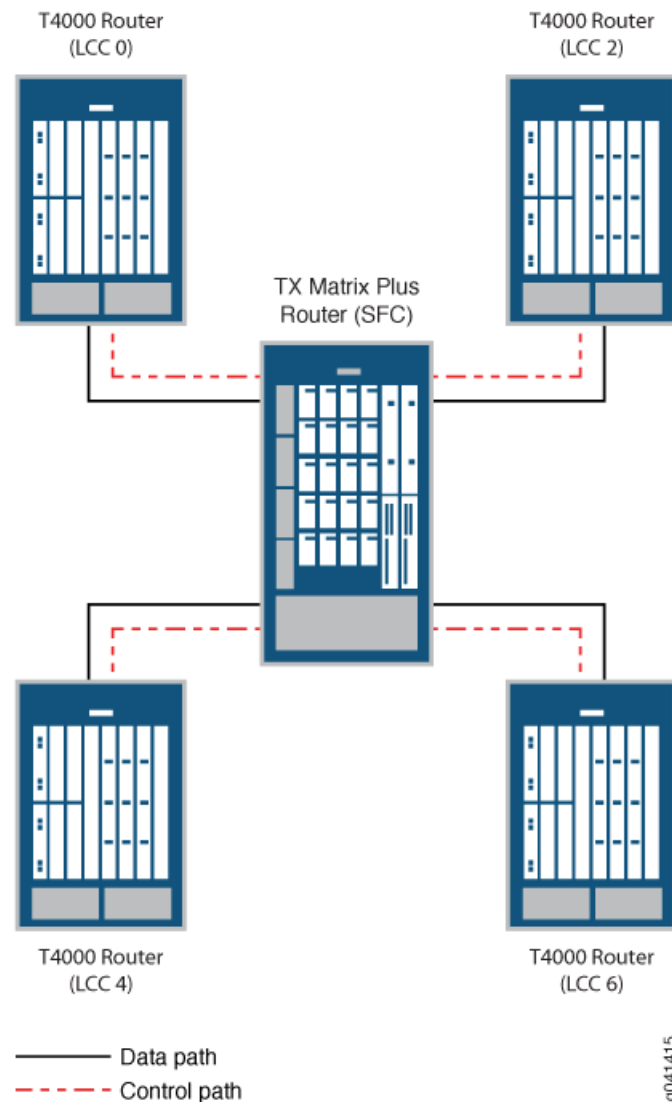 T4000 Router
(LCC 0)
T4000 Router
(LCC 2)
TX Matrix Plus
Router (SFC)
T4000 Router
(LCC 4)
T4000 Router
(LCC 6)
Data path
Control path
g041415